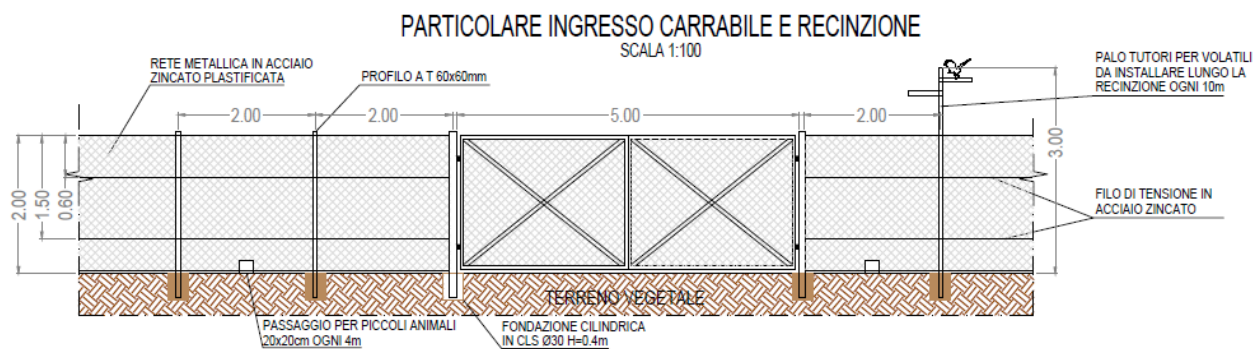 PARTICOLARE INGRESSO CARRABILE E RECINZIONE
SCALA 1:100
RETE METALLICA IN ACCIAIO
ZINCATO PLASTIFICATA
PROFILO A T 60x60mm
PALO TUTORI PER VOLATILI
DA INSTALLARE LUNGO LA
RECINZIONE OGNI 10m
2.00
2.00
5.00
2.00
3.00
2.00
1.50
0.60
FILO DI TENSIONE IN
ACCIAIO ZINCATO
TERRENO VEGETALE
PASSAGGIO PER PICCOLI ANIMALI
20x20cm OGNI 4m
FONDAZIONE CILINDRICA
IN CLS Ø30 H=0.4m